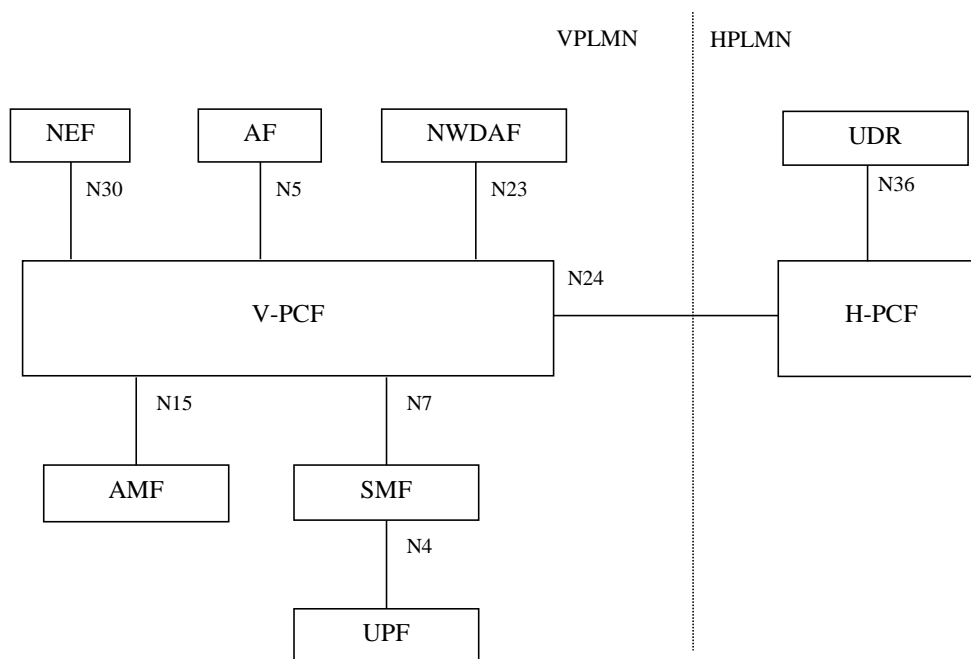 VPLMN
HPLMN
NEF
AF
NWDAF
UDR
N30
N5
N23
N36
N24
V-PCF
H-PCF
N15
N7
AMF
SMF
N4
UPF